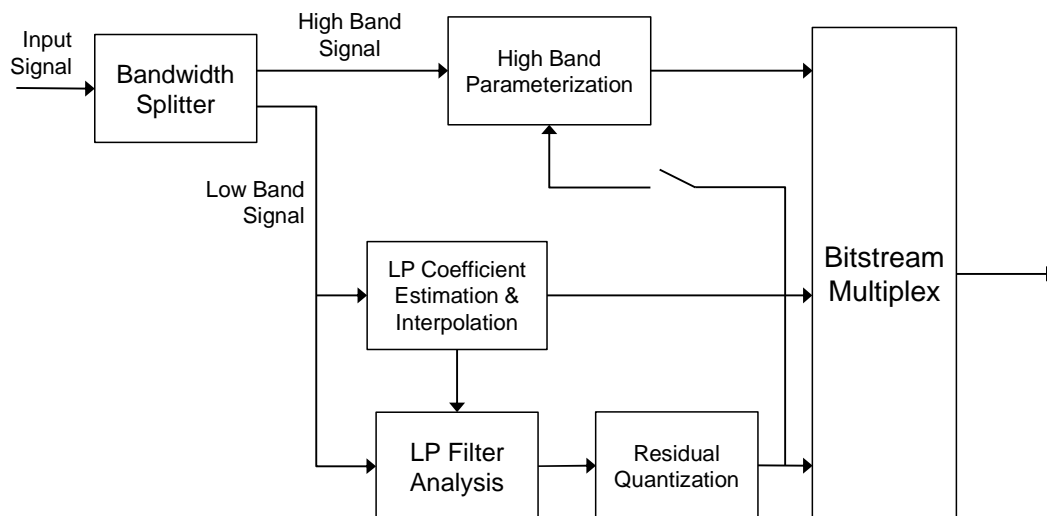 Input
Signal
Bandwidth
Splitter
High Band
Signal
High Band
Parameterization
Low Band
Signal
LP Coefficient
Estimation &
Interpolation
LP Filter
Analysis
Residual
Quantization
Bitstream
Multiplex